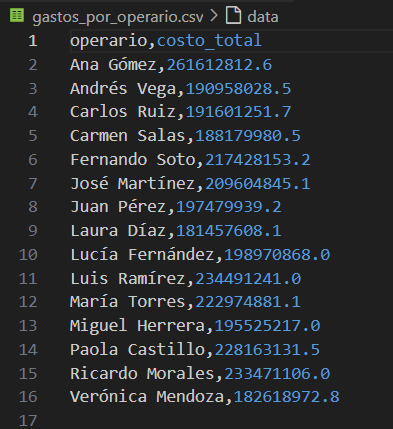 gastos_por_operario.csv > data
1 operario,costo_total
2 Ana Gómez,261612812.6
3 Andrés Vega,190958028.5
4 Carlos Ruiz,191601251.7
5 Carmen Salas,188179980.5
6 Fernando Soto,217428153.2
7 José Martínez,209604845.1
8 Juan Pérez,197479939.2
9 Laura Díaz,181457608.1
10 Lucía Fernández,198970868.0
11 Luis Ramírez,234491241.0
12 María Torres,222974881.1
13 Miguel Herrera,195525217.0
14 Paola Castillo,228163131.5
15 Ricardo Morales,233471106.0
16 Verónica Mendoza,182618972.8
17